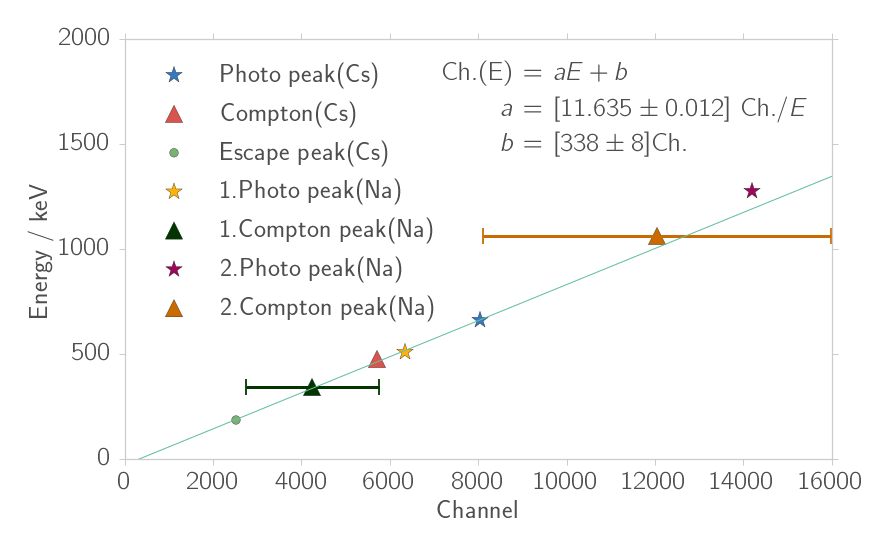 2000
1500
1000
500
0
Energy / keV
Photo peak(Cs)
Compton(Cs)
Escape peak(Cs)
1.Photo peak(Na)
1.Compton peak(Na)
2.Photo peak(Na)
2.Compton peak(Na)
Ch.(E) = aE + b
a = [11.635 ± 0.012] Ch./E
b = [338 ± 8]Ch.
0 2000 4000 6000 8000 10000 12000 14000 16000
Channel